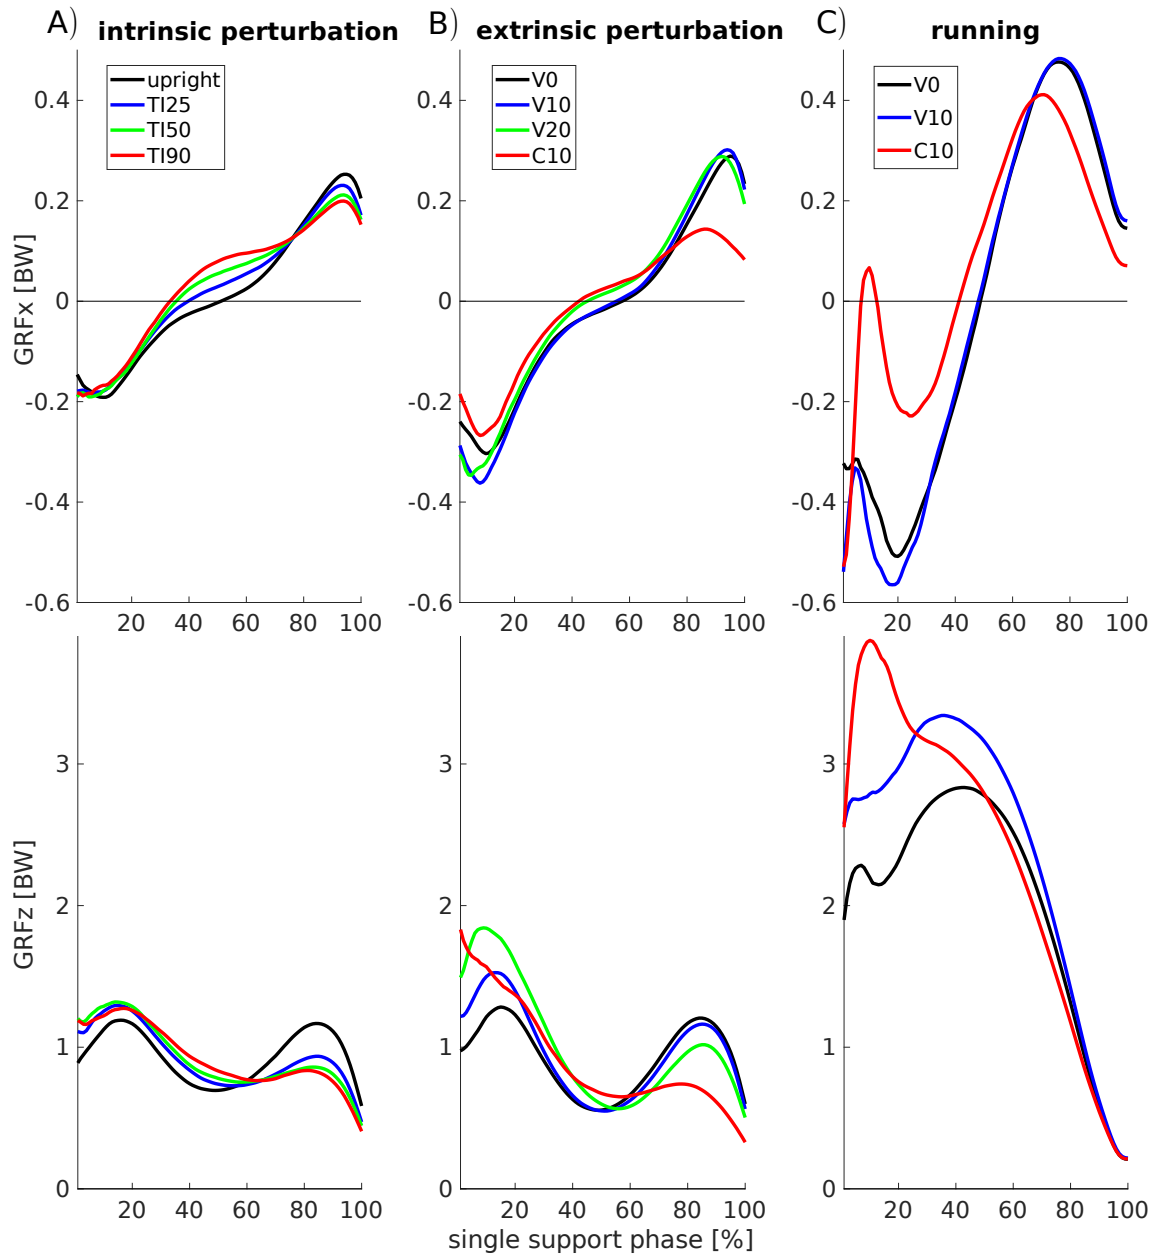 A) intrinsic perturbation
B) extrinsic perturbation
C) running
upright
TI25
TI50
TI90
V0
V10
V20
C10
V0
V10
C10
GRFx [BW]
0.4
0.2
0
-0.2
-0.4
-0.6
20 40 60 80 100
0.4
0.2
0
-0.2
-0.4
-0.6
20 40 60 80 100
0.4
0.2
0
-0.2
-0.4
-0.6
20 40 60 80 100
GRFz [BW]
3
2
1
0
20 40 60 80 100
3
2
1
0
20 40 60 80 100
3
2
1
0
20 40 60 80 100
single support phase [%]